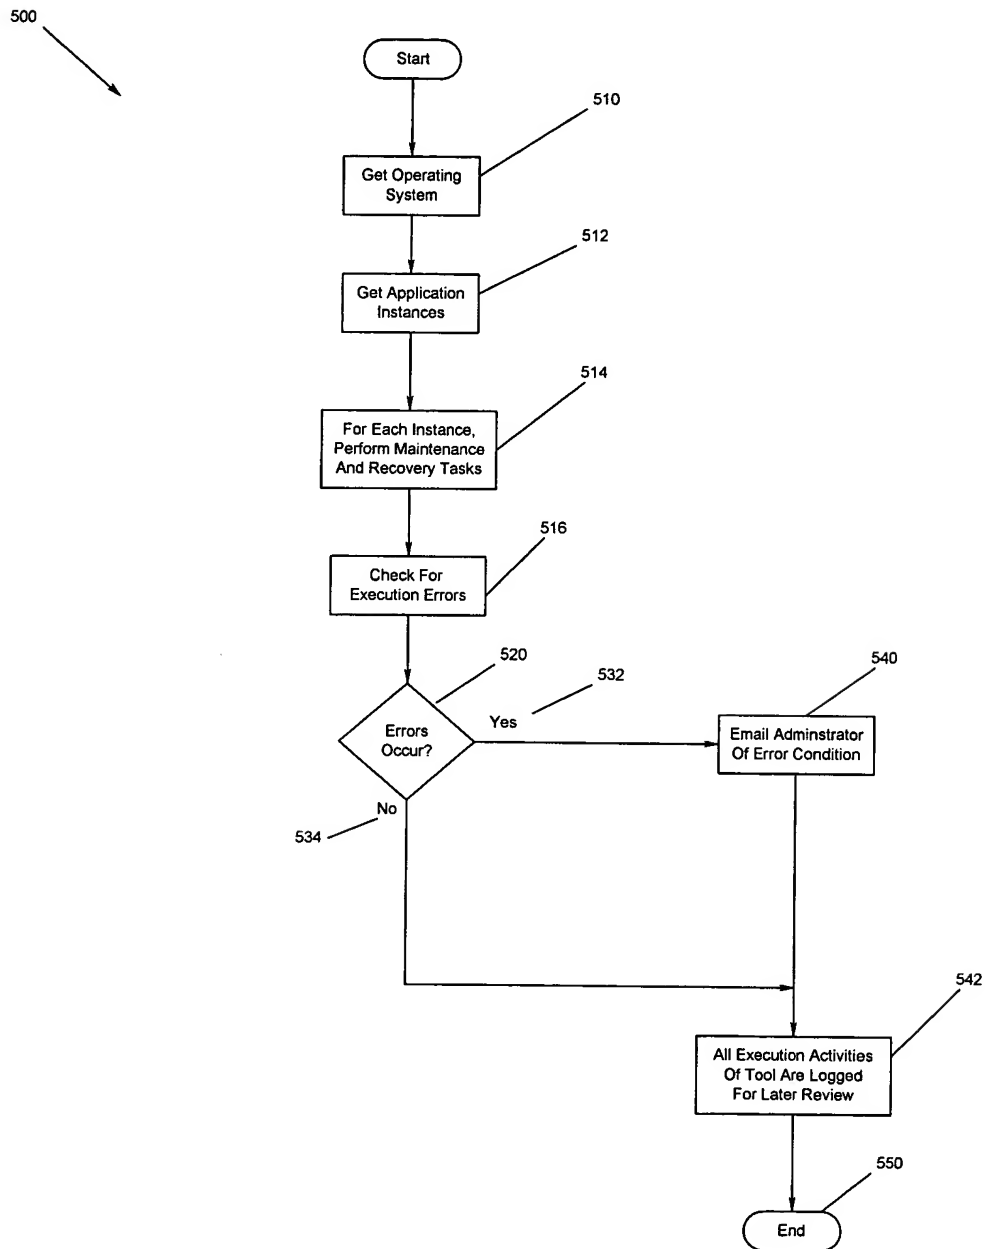 500
Start
510
Get Operating
System
512
Get Application
Instances
514
For Each Instance,
Perform Maintenance
And Recovery Tasks
516
Check For
Execution Errors
520
532
540
Errors
Occur?
Yes
Email Adminstrator
Of Error Condition
No
534
542
All Execution Activities
Of Tool Are Logged
For Later Review
550
End